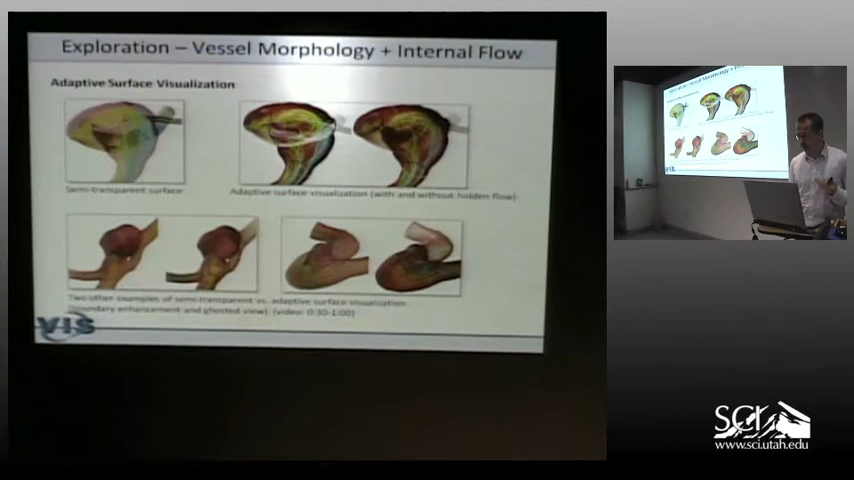 Exploration – Vessel Morphology + Internal Flow
Adaptive Surface Visualization
Semi-transparent surface
Adaptive surface visualization (with and without hidden flow)
Two other examples of semi-transparent vs. adaptive surface visualization
(boundary enhancement and ghosted view) (video: 0:30-1:00)
VIS
SCI
www.sci.utah.edu